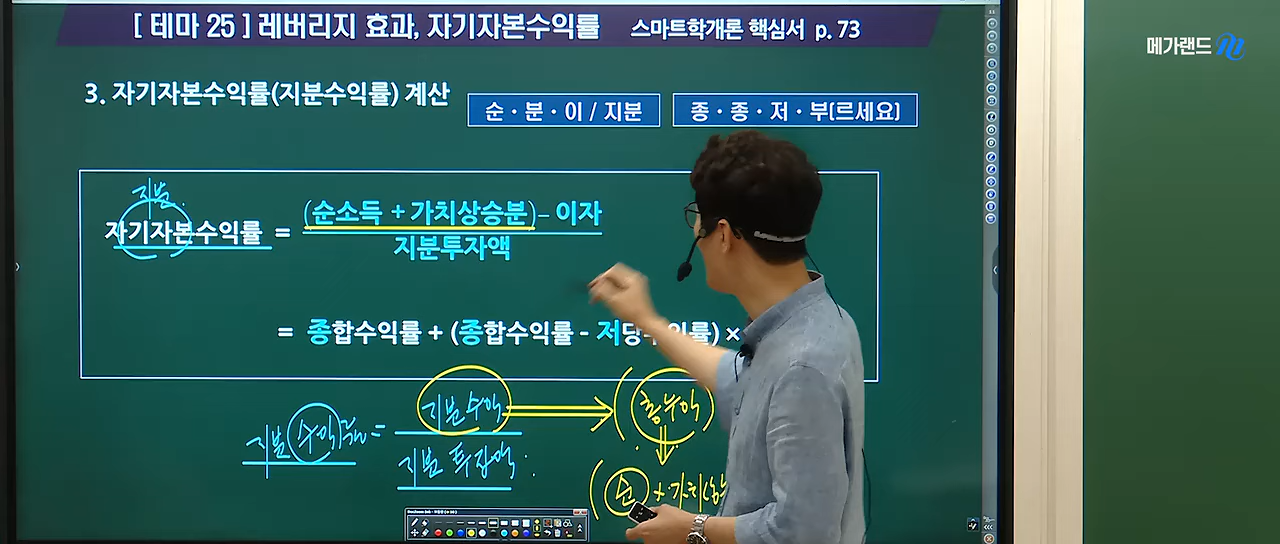 [ 테마 25 ] 레버리지 효과, 자기자본수익률 스마트학개론 핵심서 p. 73
메가랜드
3. 자기자본수익률(지분수익률) 계산
순·분·이 / 지분
종·종·저·부(르세요)
지분
자기자본수익률 = (순소득 + 가치상승분) - 이자
지분투자액
= 종합수익률 + (종합수익률 - 저당수익률) ×
지분수익률 = 지분수익
지분투자액
(총수익)
(순 + 가치상